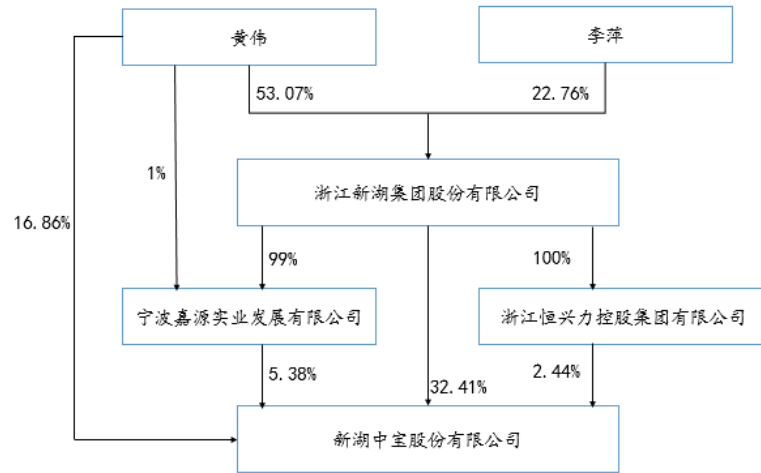 黄伟
李萍
53.07%
22.76%
1%
浙江新湖集团股份有限公司
16.86%
99%
100%
宁波嘉源实业发展有限公司
浙江恒兴力控股集团有限公司
5.38%
32.41%
2.44%
新湖中宝股份有限公司